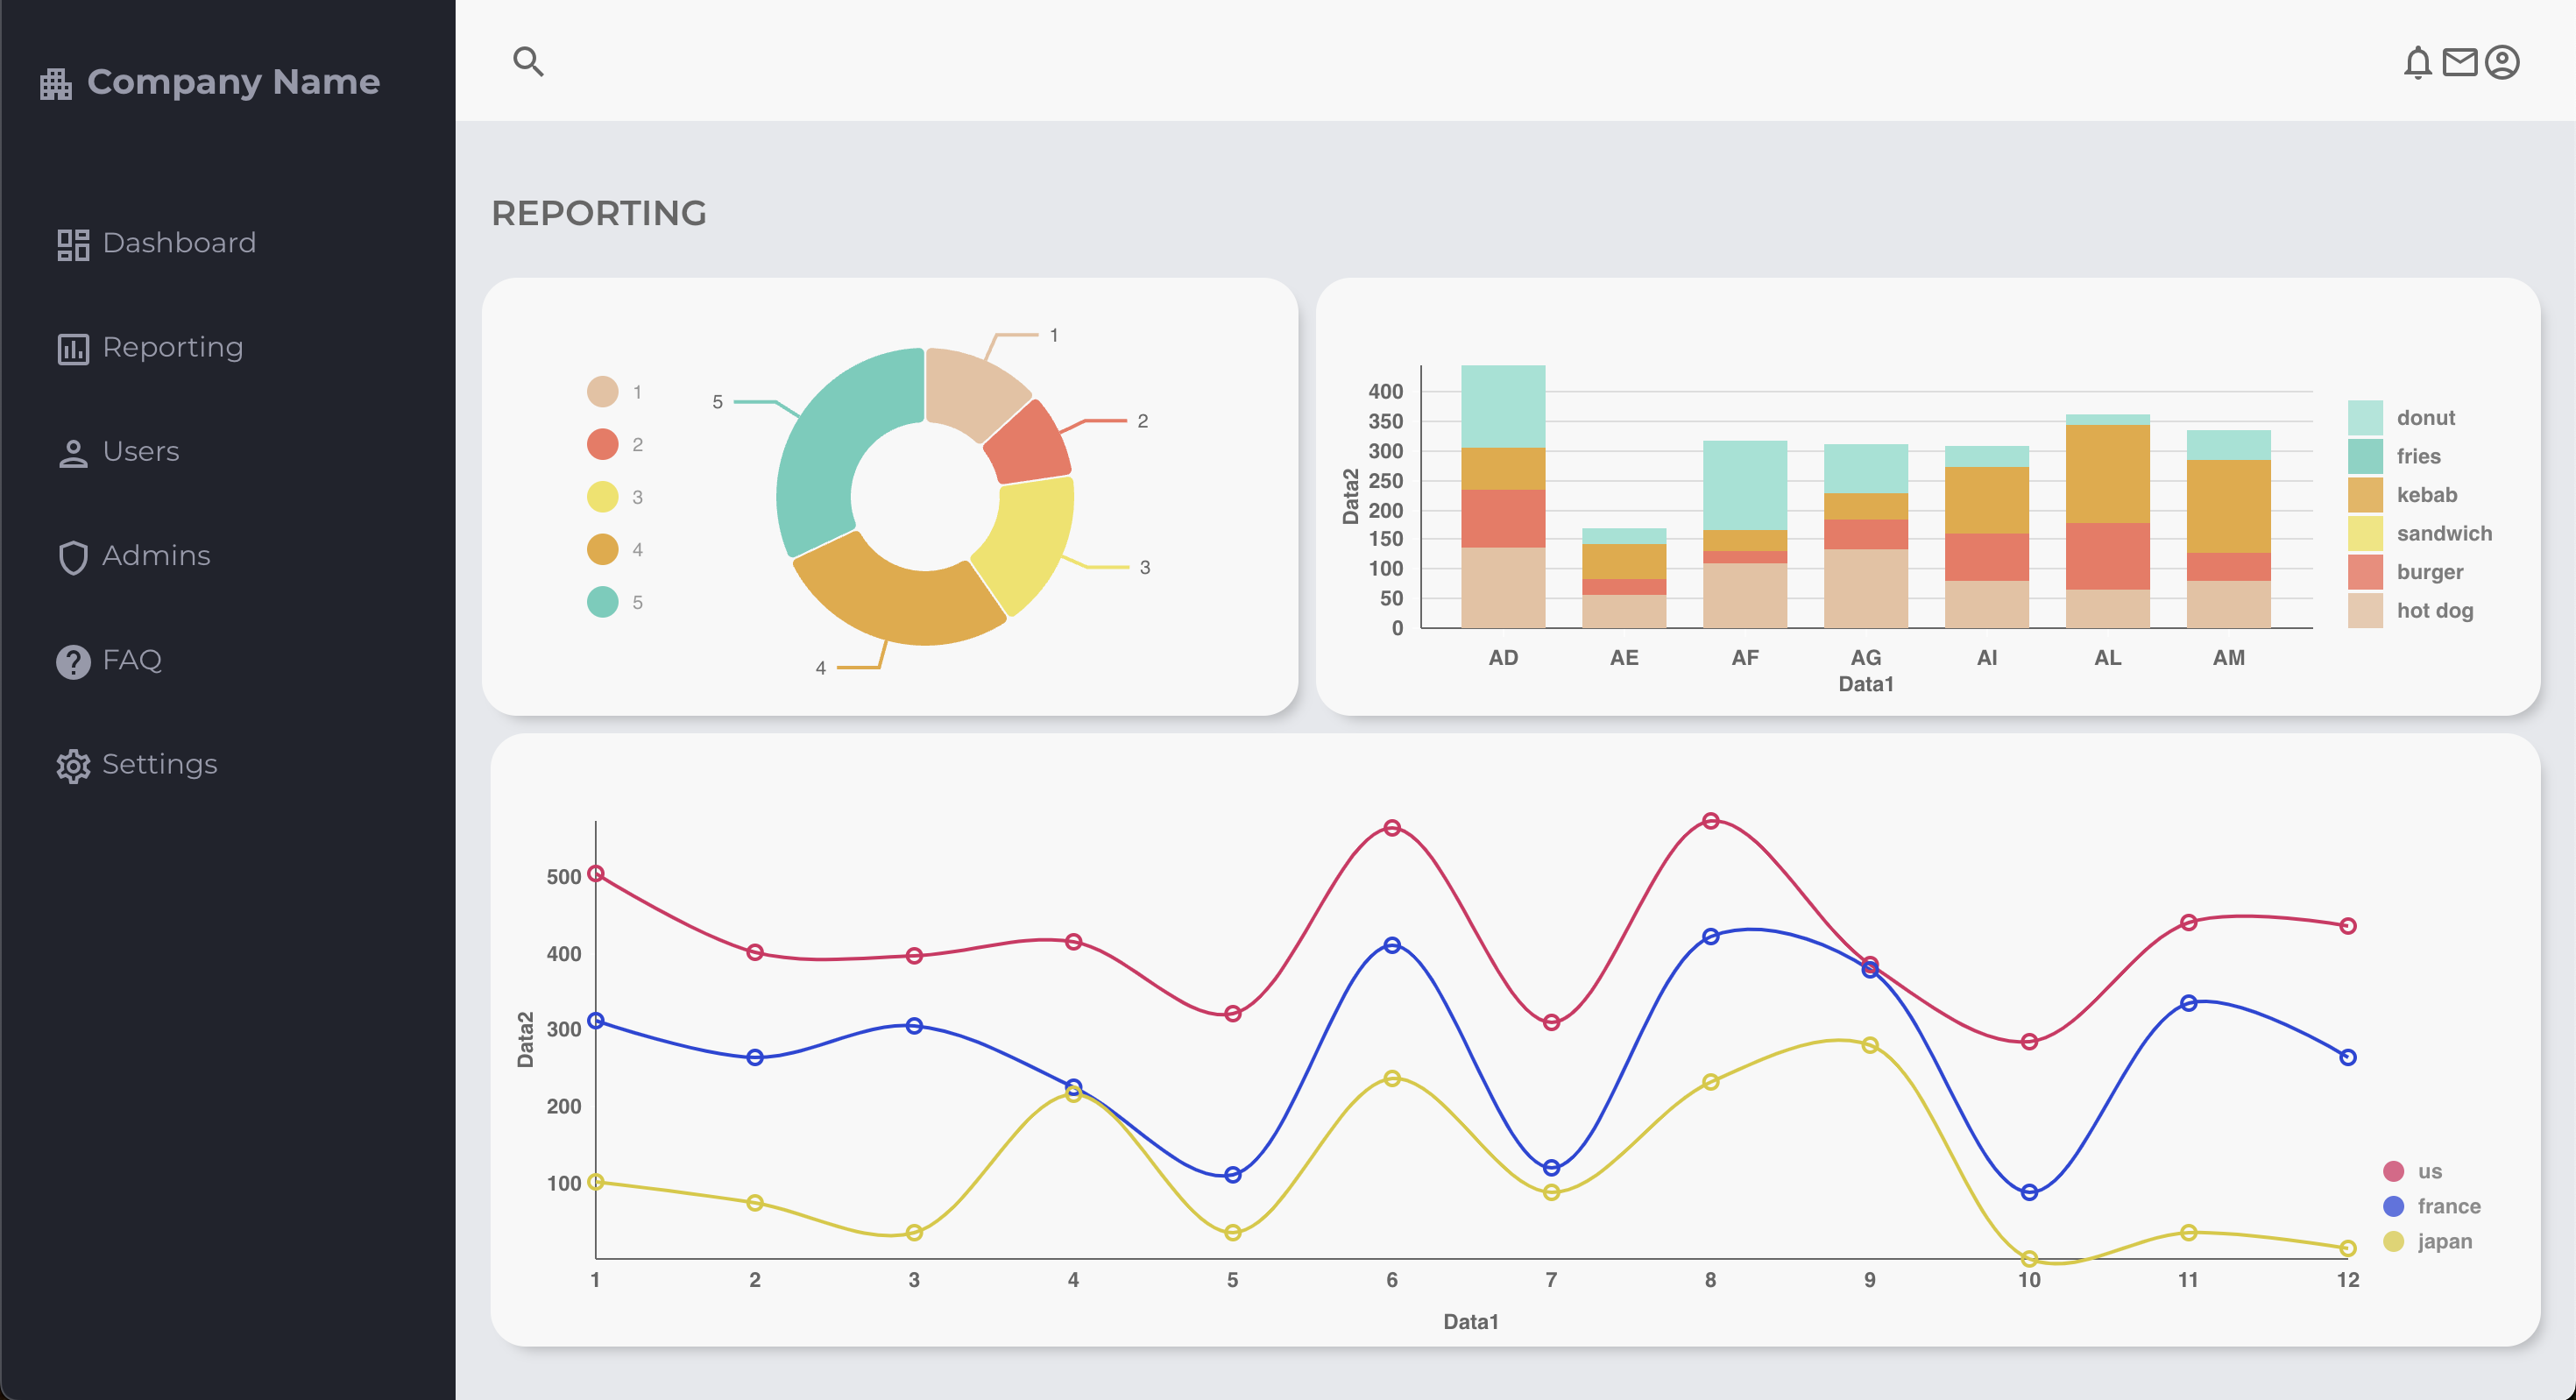 Company Name
Dashboard
Reporting
Users
Admins
FAQ
Settings
REPORTING
1
2
3
4
5
1
2
3
4
5
Data2
400
350
300
250
200
150
100
50
0
AD AE AF AG AI AL AM
Data1
donut
fries
kebab
sandwich
burger
hot dog
Data2
500
400
300
200
100
1 2 3 4 5 6 7 8 9 10 11 12
Data1
us
france
japan